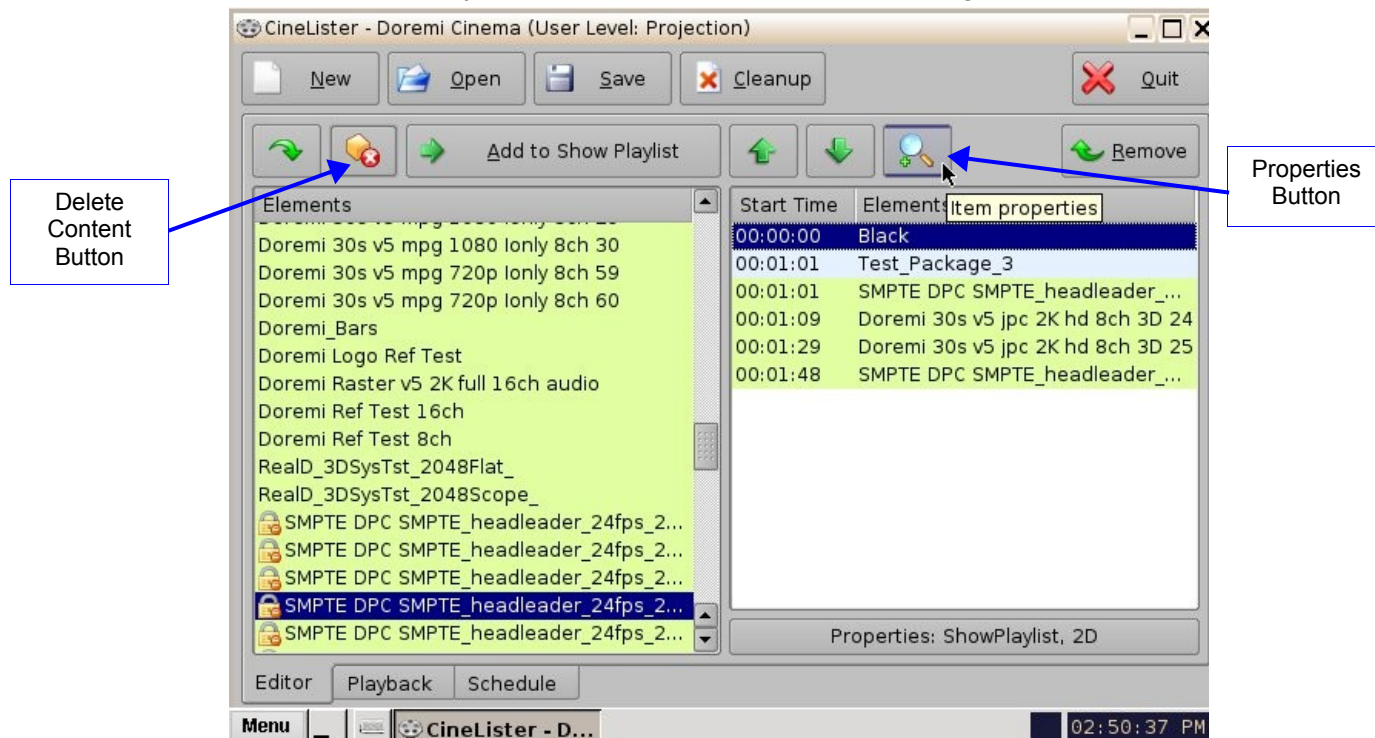 CineLister - Doremi Cinema (User Level: Projection)
New
Open
Save
Cleanup
Quit
Add to Show Playlist
Remove
Delete
Content
Button
Properties
Button
Elements
Doremi 30s v5 mpg 1080 Ionly 8ch 30
Doremi 30s v5 mpg 720p Ionly 8ch 59
Doremi 30s v5 mpg 720p Ionly 8ch 60
Doremi_Bars
Doremi Logo Ref Test
Doremi Raster v5 2K full 16ch audio
Doremi Ref Test 16ch
Doremi Ref Test 8ch
RealD_3DSysTst_2048Flat_
RealD_3DSysTst_2048Scope_
SMPTE DPC SMPTE_headleader_24fps_2...
SMPTE DPC SMPTE_headleader_24fps_2...
SMPTE DPC SMPTE_headleader_24fps_2...
SMPTE DPC SMPTE_headleader_24fps_2...
SMPTE DPC SMPTE_headleader_24fps_2...
Start Time Elements
Item properties
00:00:00 Black
00:01:01 Test_Package_3
00:01:01 SMPTE DPC SMPTE_headleader_...
00:01:09 Doremi 30s v5 jpc 2K hd 8ch 3D 24
00:01:29 Doremi 30s v5 jpc 2K hd 8ch 3D 25
00:01:48 SMPTE DPC SMPTE_headleader_...
Properties: ShowPlaylist, 2D
Editor Playback Schedule
Menu CineLister - D... 02:50:37 PM